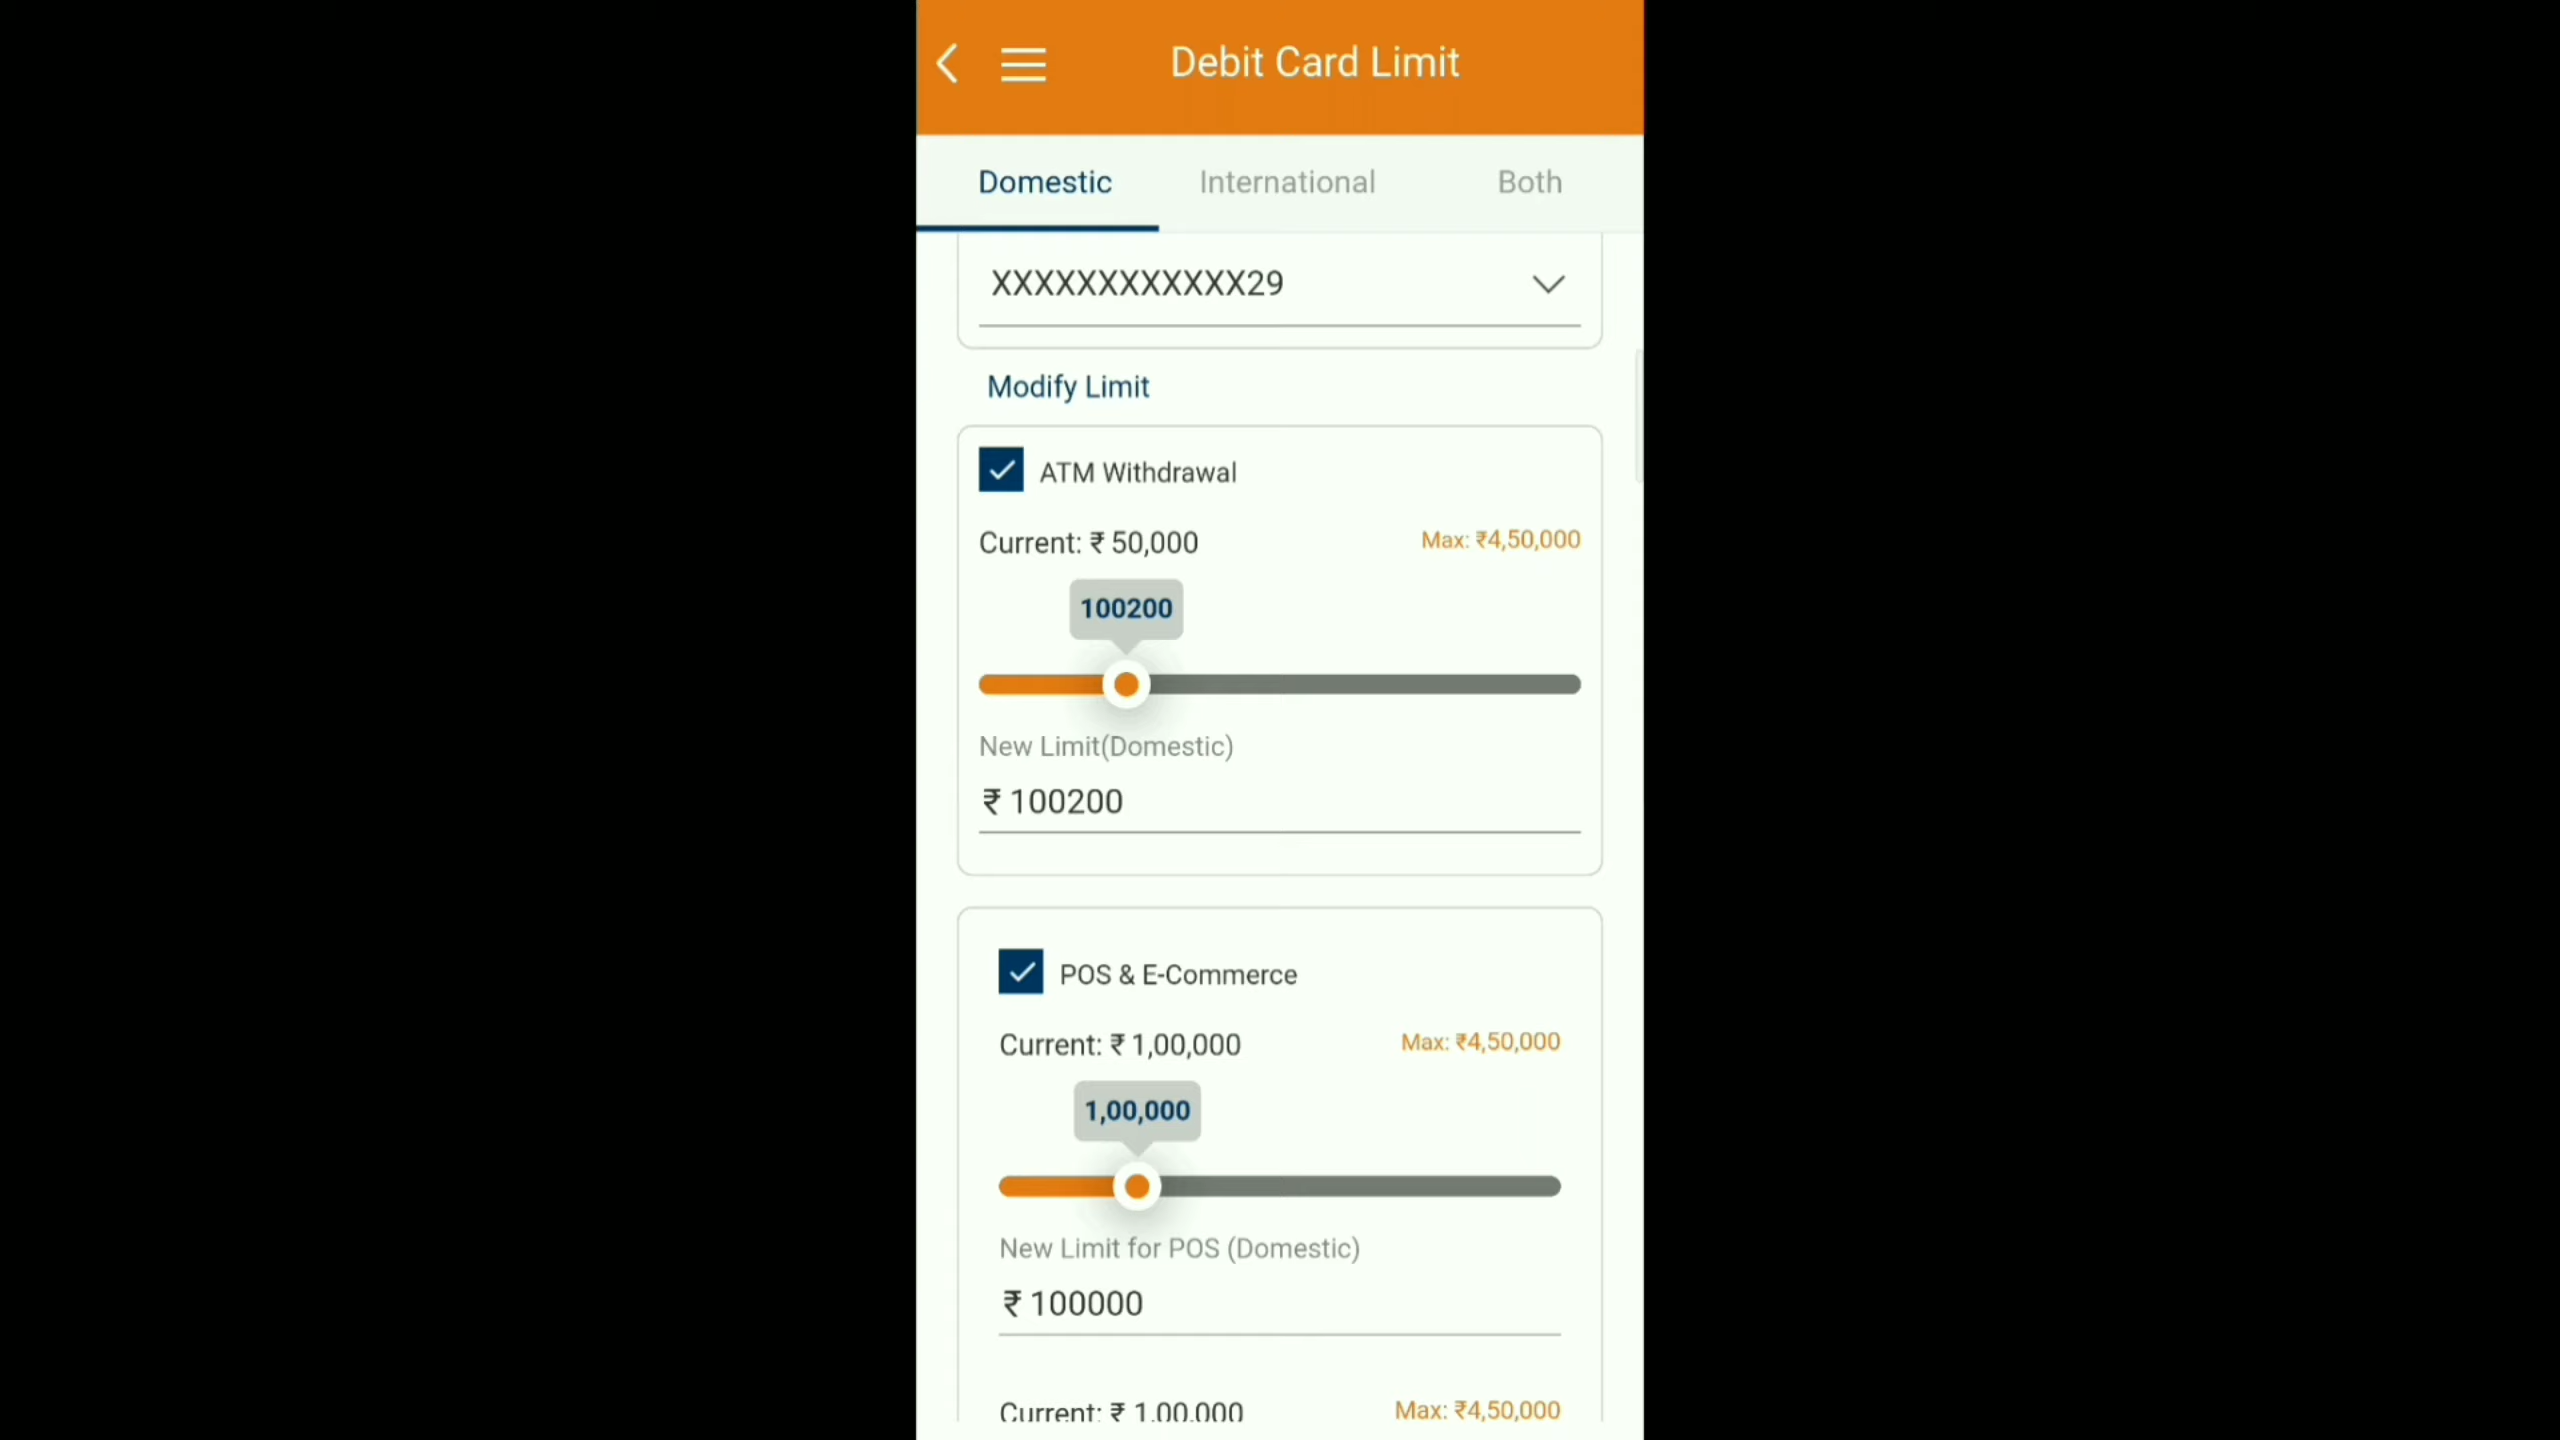 Debit Card Limit
Domestic International Both
XXXXXXXXXXXX29
Modify Limit
ATM Withdrawal
Current: ₹ 50,000 Max: ₹4,50,000
100200
New Limit(Domestic)
₹ 100200
POS & E-Commerce
Current: ₹ 1,00,000 Max: ₹4,50,000
1,00,000
New Limit for POS (Domestic)
₹ 100000
Current: ₹ 1,00,000 Max: ₹4,50,000